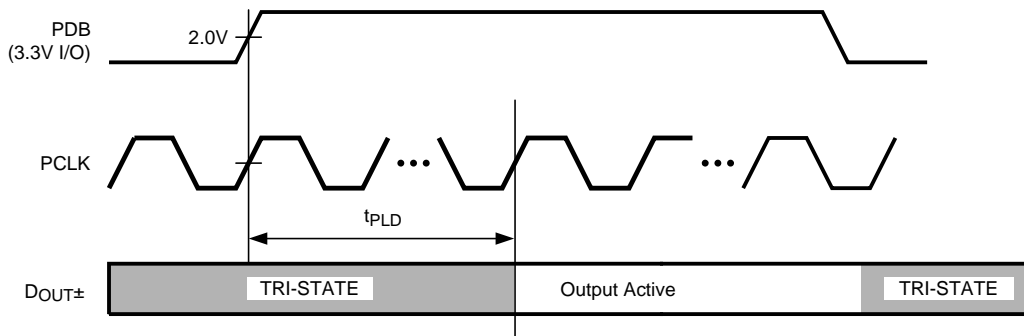 PDB
(3.3V I/O)
2.0V
PCLK
tPLD
DOUT±
TRI-STATE
Output Active
TRI-STATE